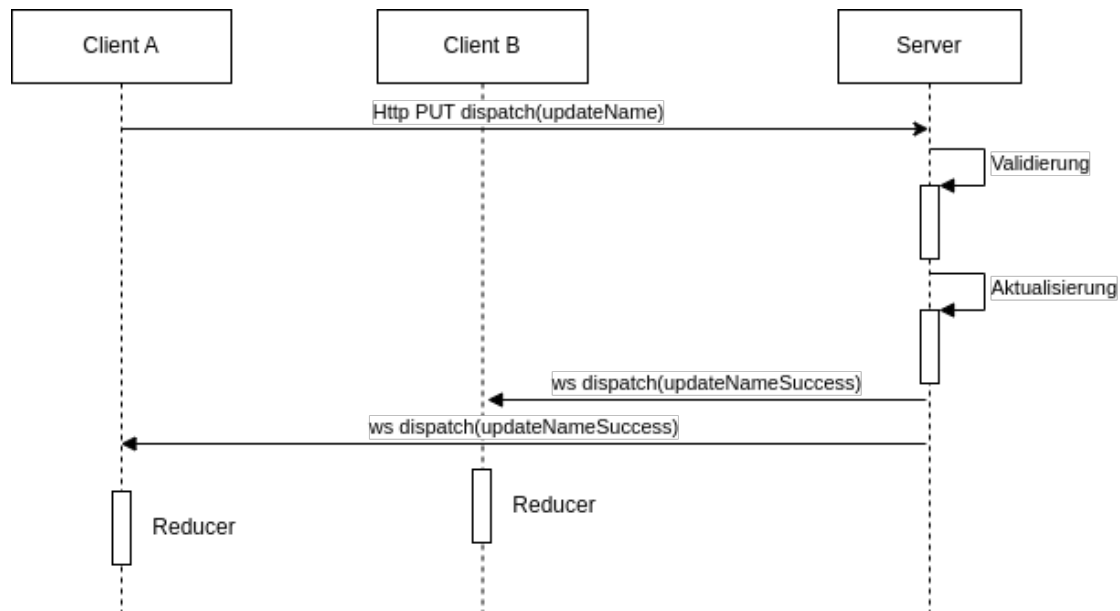 Client A
Client B
Server
Http PUT dispatch(updateName)
Validierung
Aktualisierung
ws dispatch(updateNameSuccess)
ws dispatch(updateNameSuccess)
Reducer
Reducer